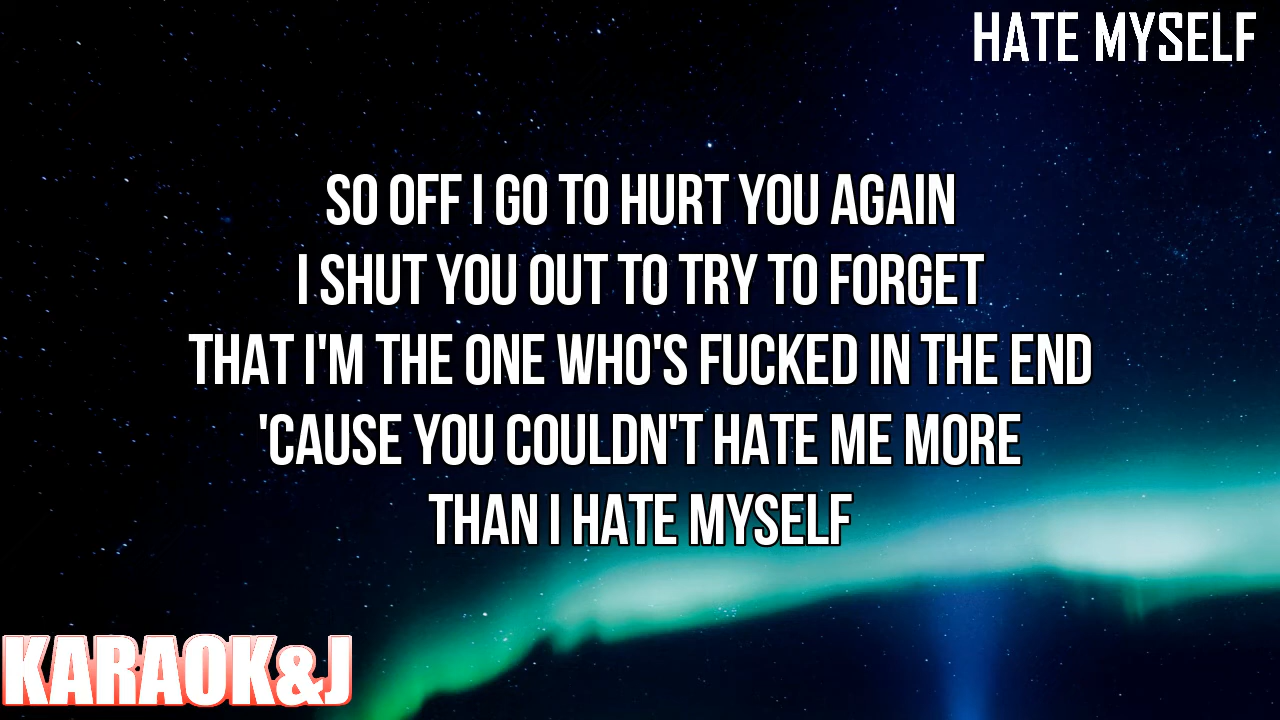 HATE MYSELF
SO OFF I GO TO HURT YOU AGAIN
I SHUT YOU OUT TO TRY TO FORGET
THAT I'M THE ONE WHO'S FUCKED IN THE END
'CAUSE YOU COULDN'T HATE ME MORE
THAN I HATE MYSELF
KARAOK&J